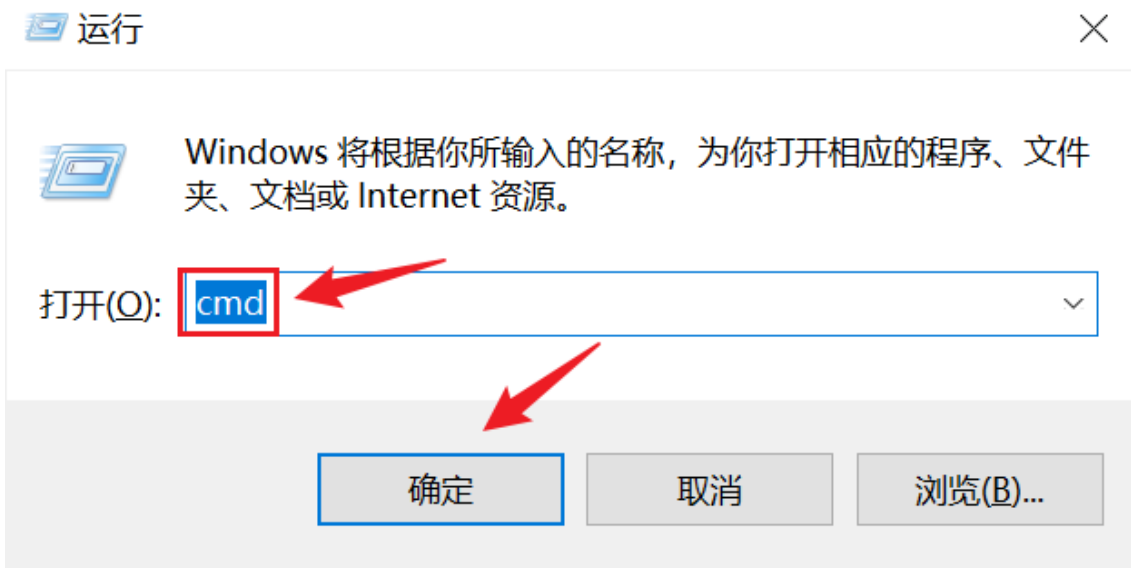 运行
Windows 将根据你所输入的名称，为你打开相应的程序、文件
夹、文档或 Internet 资源。
打开(O): cmd
确定 取消 浏览(B)...